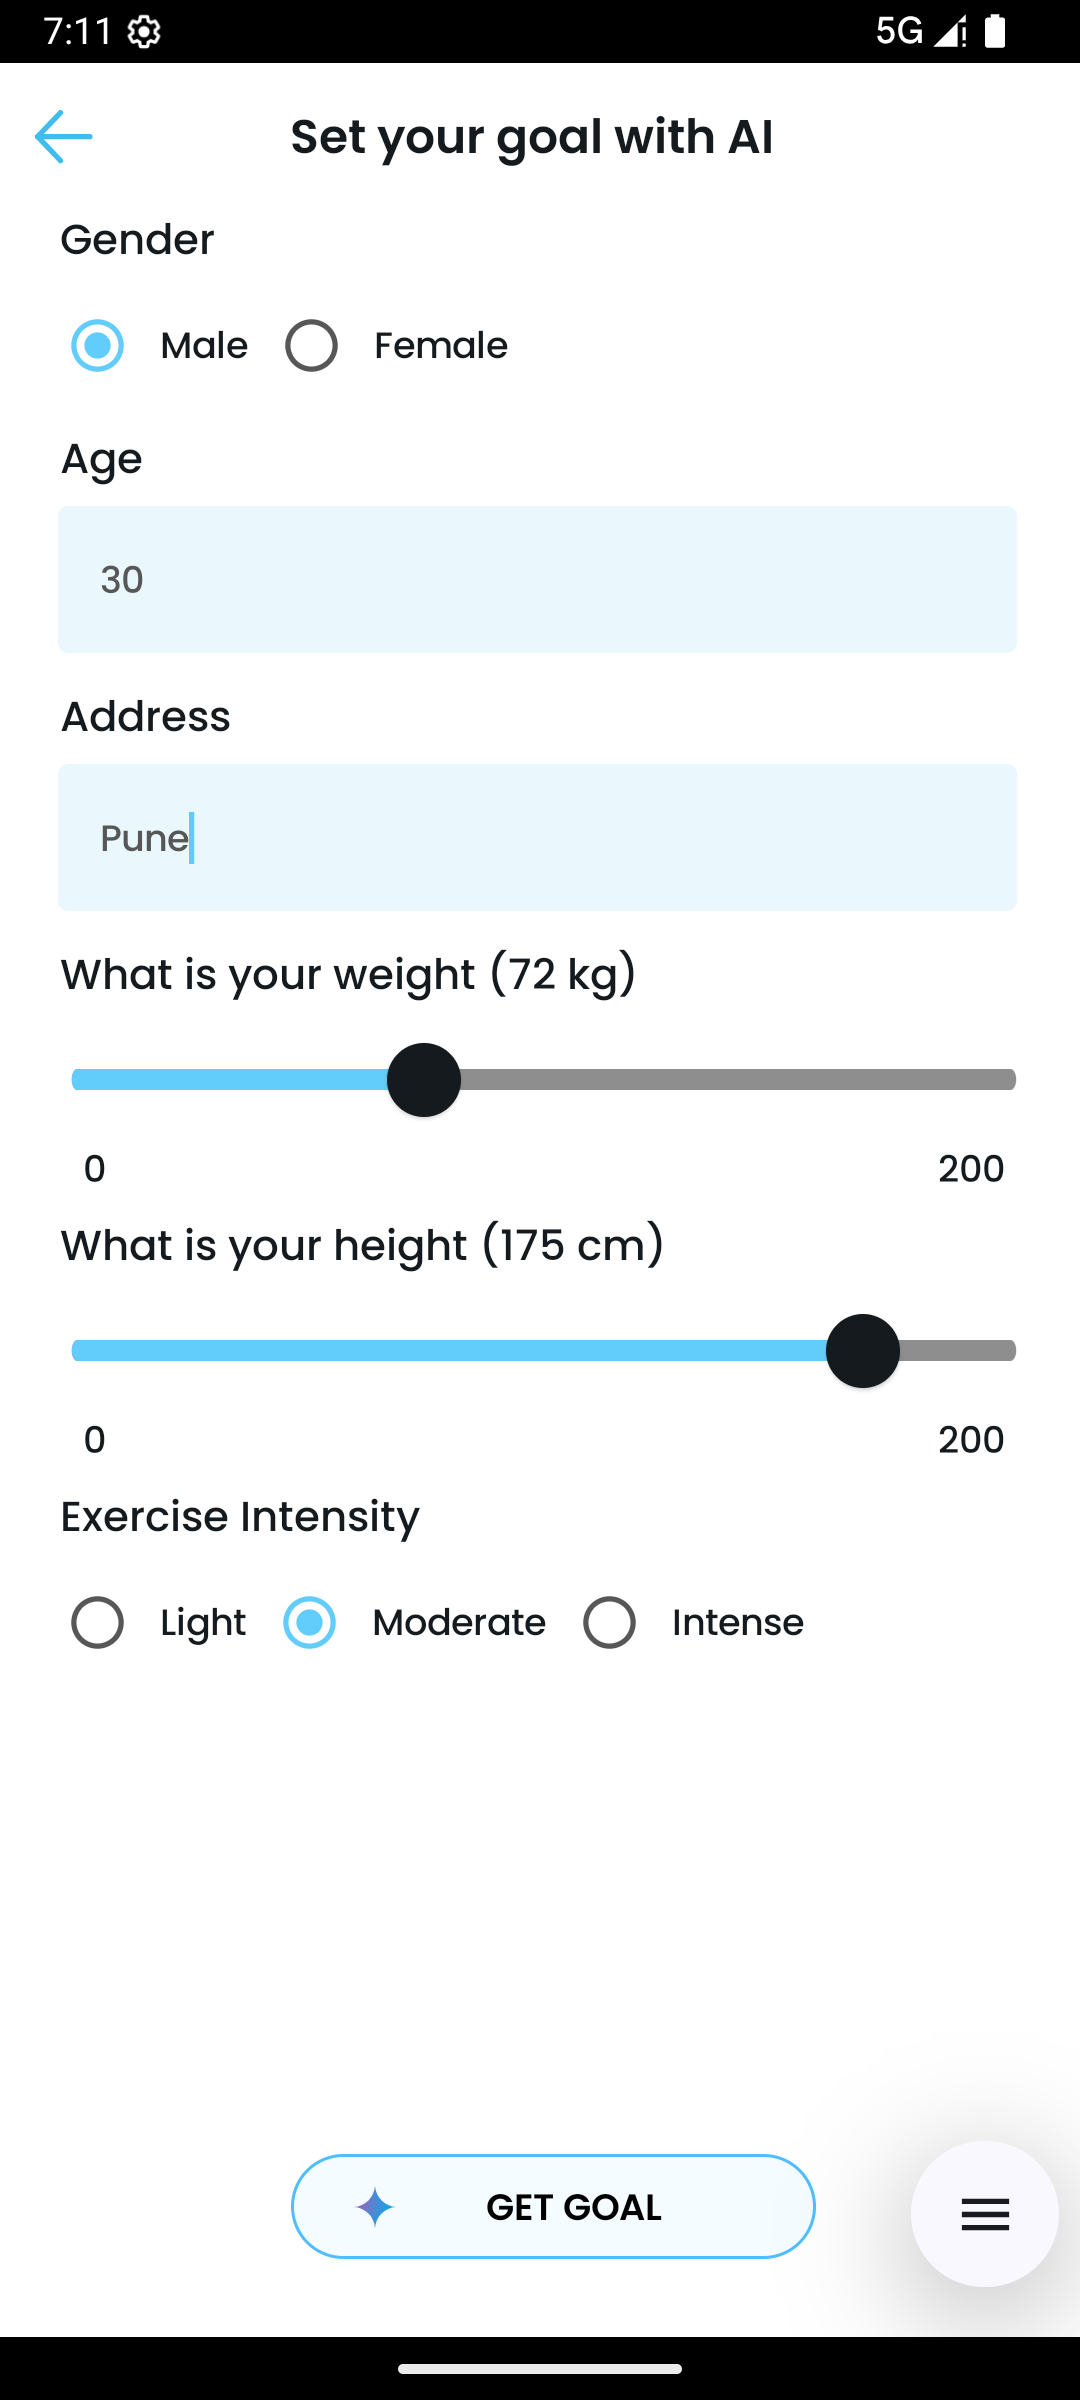 7:11 5G
Set your goal with AI
Gender
Male Female
Age
30
Address
Pune
What is your weight (72 kg)
0 200
What is your height (175 cm)
0 200
Exercise Intensity
Light Moderate Intense
GET GOAL